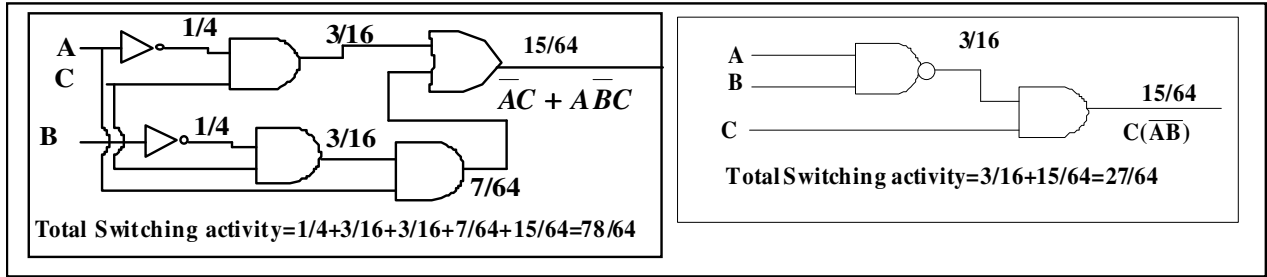 1/4
3/16
15/64
A
C
A̅C + AB̅C
B
1/4
3/16
7/64
Total Switching activity=1/4+3/16+3/16+7/64+15/64=78/64
3/16
A
B
15/64
C
C(A̅B̅)
Total Switching activity=3/16+15/64=27/64